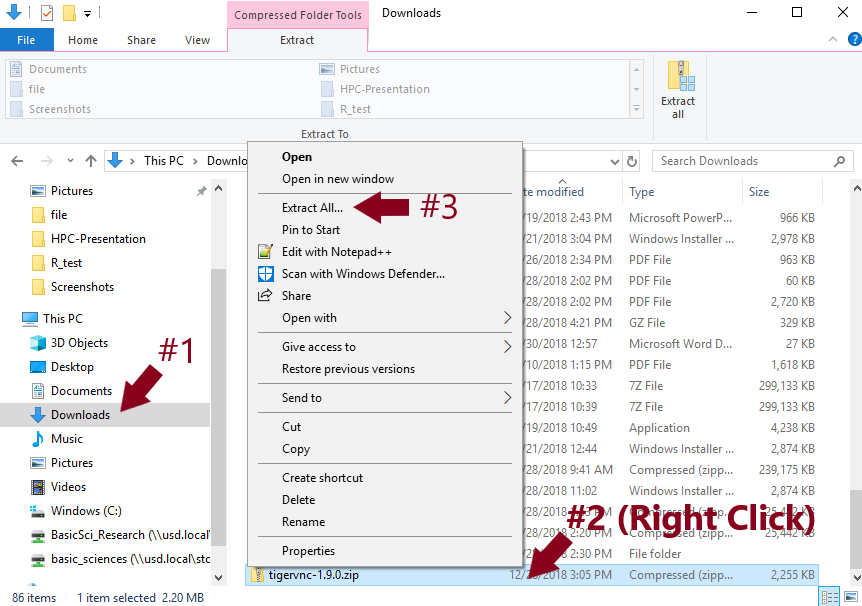 Compressed Folder Tools
Downloads
File
Home
Share
View
Extract
Documents
Pictures
file
HPC-Presentation
Screenshots
R_test
Extract
all
Extract To
This PC
Downlo
Search Downloads
Pictures
file
HPC-Presentation
R_test
Screenshots
This PC
3D Objects
Desktop
Documents
Downloads
Music
Pictures
Videos
Windows (C:)
BasicSci_Research (\\usd.local'
basic_sciences (\\usd.local\stc
#1
Open
Open in new window
Extract All...
#3
Pin to Start
Edit with Notepad++
Scan with Windows Defender...
Share
Open with
Give access to
Restore previous versions
Send to
Cut
Copy
Create shortcut
Delete
Rename
Properties
te modified Type Size
/19/2018 2:43 PM Microsoft PowerP... 966 KB
/21/2018 3:04 PM Windows Installer ... 2,978 KB
/26/2018 2:34 PM PDF File 963 KB
/28/2018 2:02 PM PDF File 60 KB
/28/2018 2:02 PM PDF File 2,720 KB
/28/2018 4:21 PM GZ File 329 KB
/30/2018 12:57 Microsoft Word D... 27 KB
/10/2018 1:15 PM PDF File 1,618 KB
/17/2018 10:33 7Z File 299,133 KB
/17/2018 10:39 7Z File 299,133 KB
/19/2018 10:49 Application 4,238 KB
/21/2018 12:44 Windows Installer ... 2,874 KB
/28/2018 9:41 AM Compressed (zipp... 239,175 KB
/28/2018 11:02 Windows Installer ... 2,874 KB
#2 (Right Click)
/28/2018 2:20 PM Compressed (zipp... 25,442 KB
2:30 PM File folder
tigervnc-1.9.0.zip 3:05 PM Compressed (zipp... 2,255 KB
86 items 1 item selected 2.20 MB